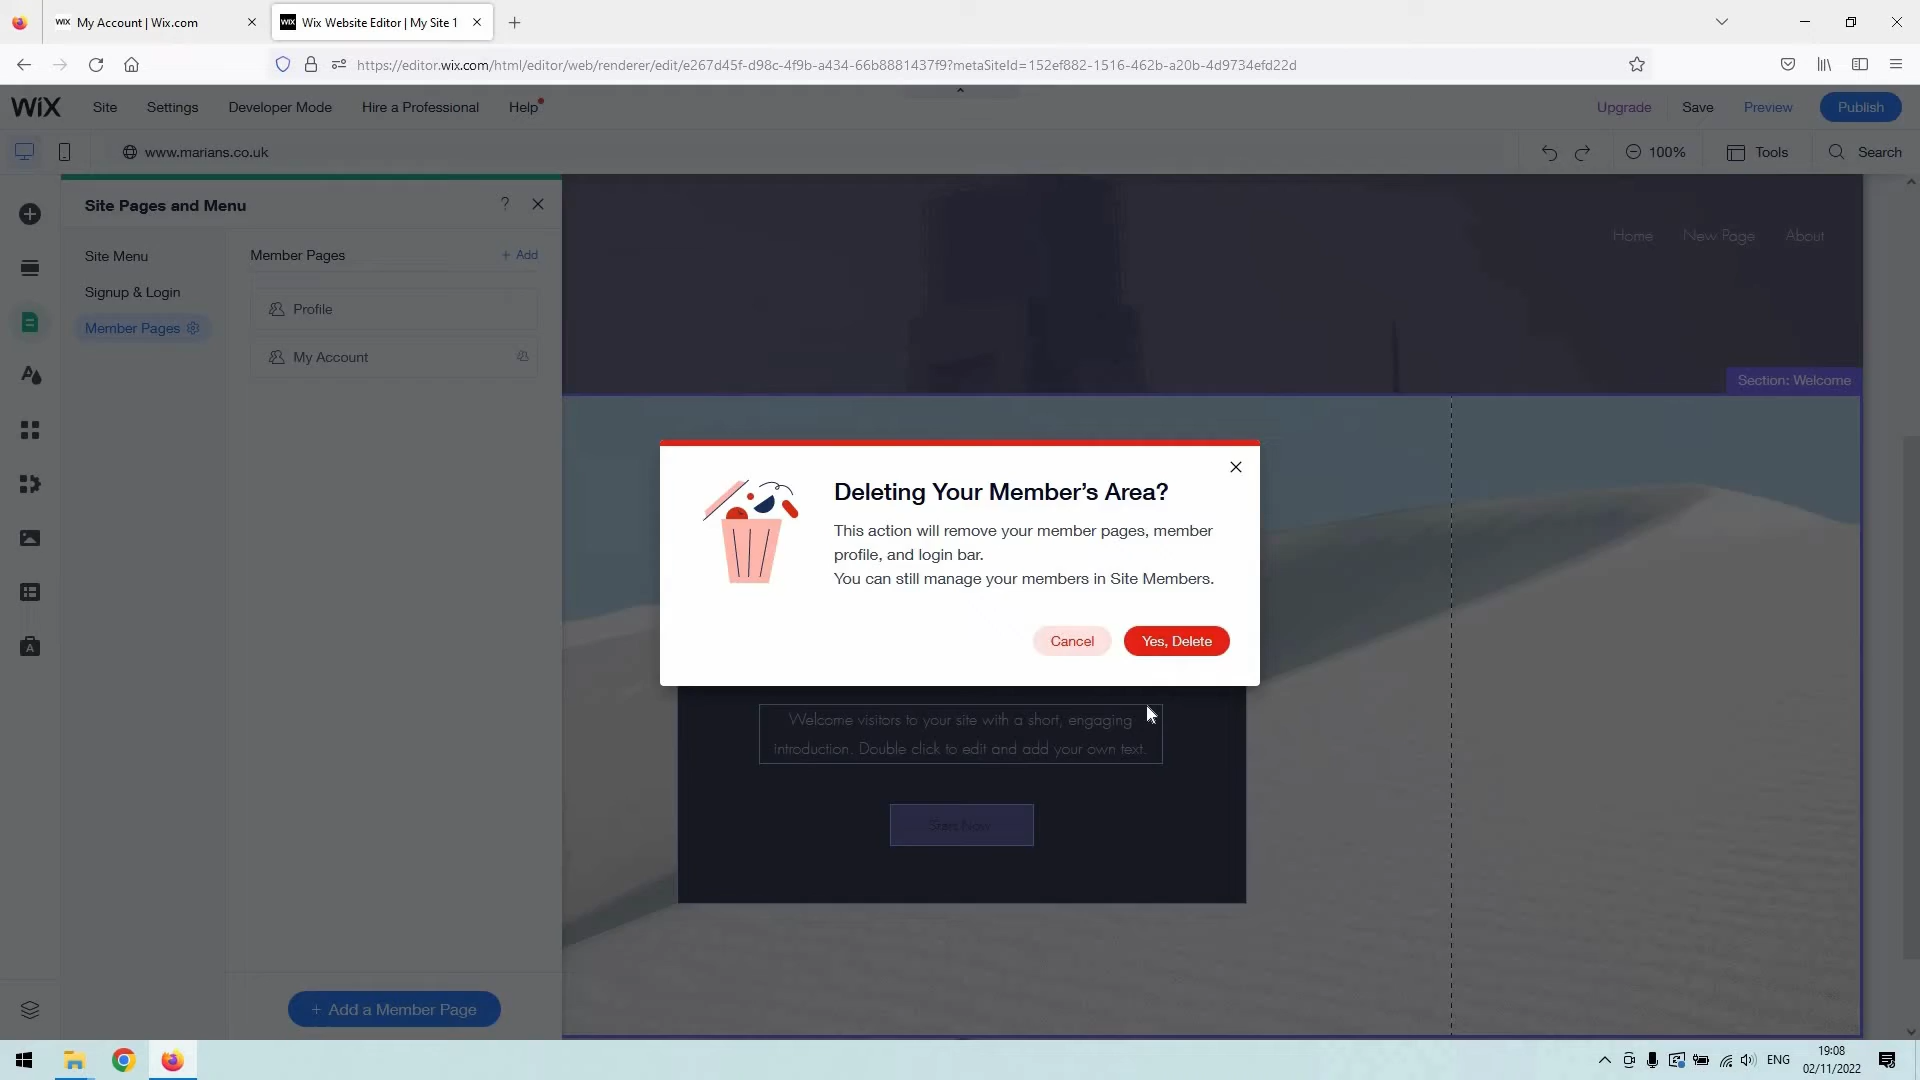 WIX My Account | Wix.com
WIX Wix Website Editor | My Site 1
https://editor.wix.com/html/editor/web/renderer/edit/e267d45f-d98c-4f9b-a434-66b8881437f9?metaSiteId=152ef882-1516-462b-a20b-4d9734efd22d
WiX Site Settings Developer Mode Hire a Professional Help Upgrade Save Preview Publish
www.marians.co.uk 100% Tools Search
Site Pages and Menu ?
Site Menu
Signup & Login
Member Pages
Member Pages + Add
Profile
My Account
+ Add a Member Page
Home New Page About
Section: Welcome
Deleting Your Member's Area?
This action will remove your member pages, member
profile, and login bar.
You can still manage your members in Site Members.
Cancel Yes, Delete
Welcome visitors to your site with a short, engaging
introduction. Double click to edit and add your own text.
Start Now
ENG
19:08
02/11/2022